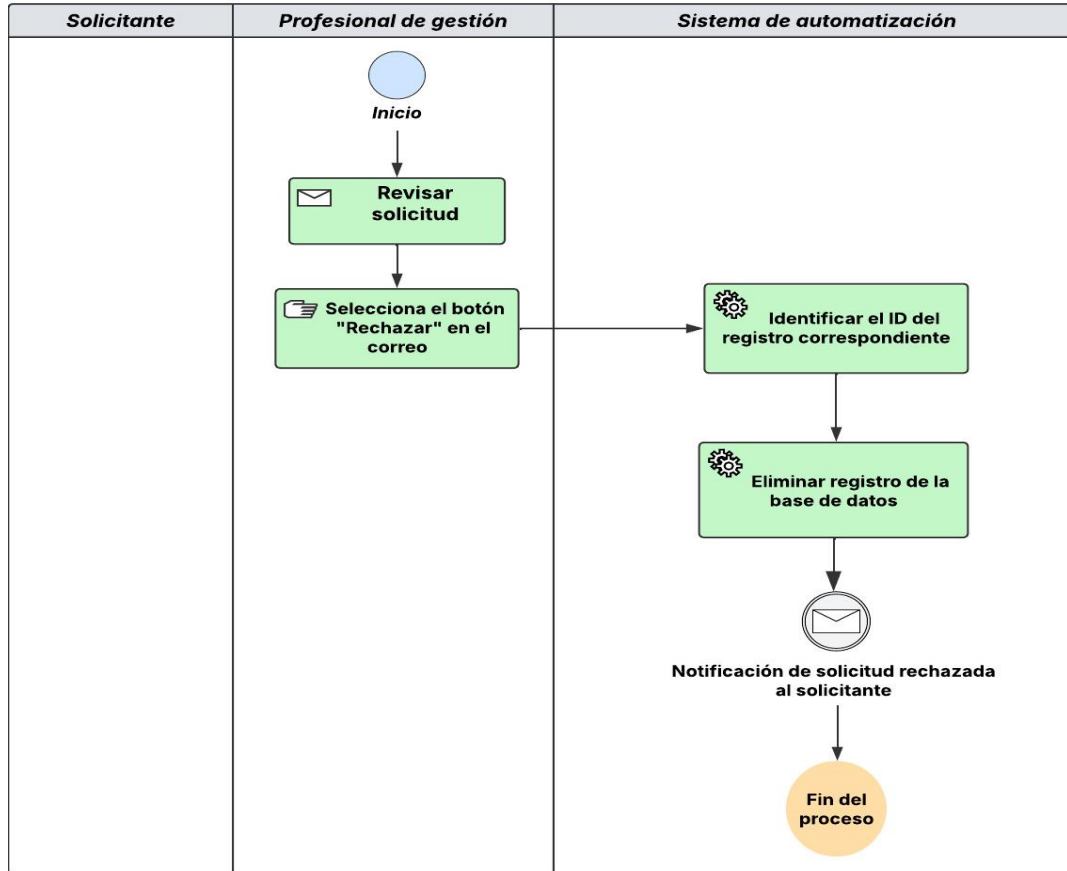 Solicitante
Profesional de gestión
Sistema de automatización
Inicio
Revisar
solicitud
Selecciona el botón
"Rechazar" en el
correo
Identificar el ID del
registro correspondiente
Eliminar registro de la
base de datos
Notificación de solicitud rechazada
al solicitante
Fin del
proceso